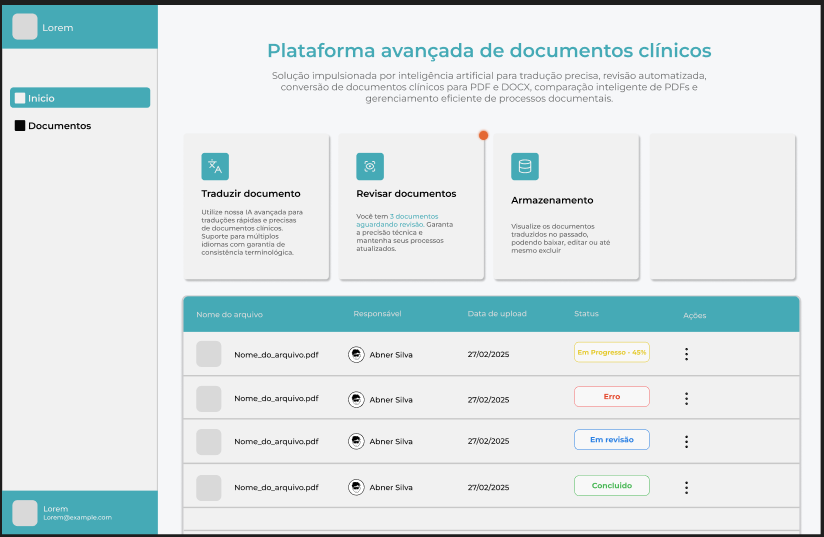 Lorem
Início
Documentos
Lorem
Lorem@example.com
Plataforma avançada de documentos clínicos
Solução impulsionada por inteligência artificial para tradução precisa, revisão automatizada,
conversão de documentos clínicos para PDF e DOCX, comparação inteligente de PDFs e
gerenciamento eficiente de processos documentais.
Traduzir documento
Utilize nossa IA avançada para
traduções rápidas e precisas
de documentos clínicos.
Suporte para múltiplos
idiomas com garantia de
consistência terminológica.
Revisar documentos
Você tem 3 documentos
aguardando revisão. Garanta
a precisão técnica e
mantenha seus processos
atualizados.
Armazenamento
Visualize os documentos
traduzidos no passado,
podendo baixar, editar ou até
mesmo excluir
Nome do arquivo Responsável Data de upload Status Ações
Nome_do_arquivo.pdf Abner Silva 27/02/2025 Em Progresso - 45%
Nome_do_arquivo.pdf Abner Silva 27/02/2025 Erro
Nome_do_arquivo.pdf Abner Silva 27/02/2025 Em revisão
Nome_do_arquivo.pdf Abner Silva 27/02/2025 Concluído